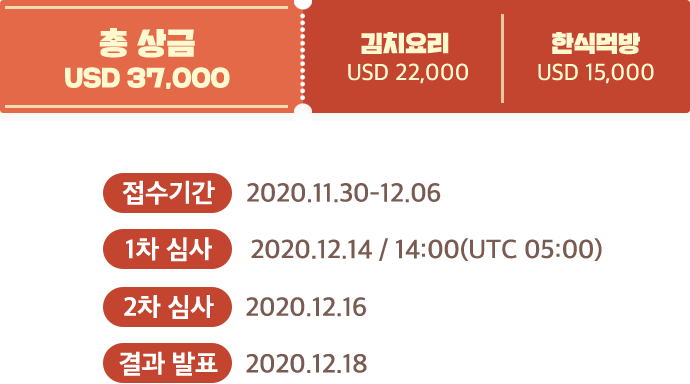 총 상금
USD 37,000
김치요리
USD 22,000
한식먹방
USD 15,000
접수기간 2020.11.30-12.06
1차 심사 2020.12.14 / 14:00(UTC 05:00)
2차 심사 2020.12.16
결과 발표 2020.12.18